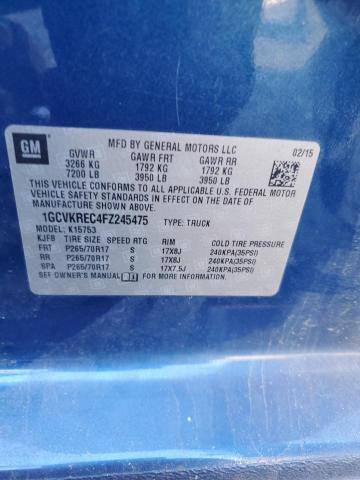 GM
MFD BY GENERAL MOTORS LLC 02/15
GVWR GAWR FRT GAWR RR
3266 KG 1792 KG 1792 KG
7200 LB 3950 LB 3950 LB
THIS VEHICLE CONFORMS TO ALL APPLICABLE U.S. FEDERAL MOTOR
VEHICLE SAFETY STANDARDS IN EFFECT ON THE DATE OF
MANUFACTURE SHOWN ABOVE.
1GCVKREC4FZ245475 TYPE: TRUCK
MODEL: K15753
KJFB TIRE SIZE SPEED RTG RIM COLD TIRE PRESSURE
FRT P265/70R17 S 17X8J 240KPA(35PSI)
RR P265/70R17 S 17X8J 240KPA(35PSI)
SPA P265/70R17 S 17X7.5J 240KPA(35PSI)
SEE OWNER'S MANUAL FOR ADDITIONAL INFORMATION.